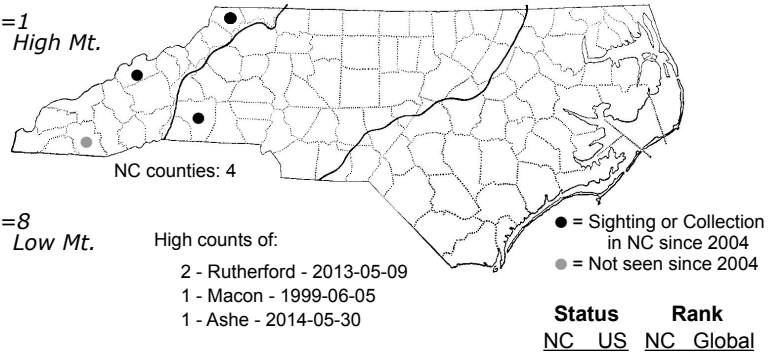 =1
High Mt.
NC counties: 4
=8
Low Mt.
High counts of:
2 - Rutherford - 2013-05-09
1 - Macon - 1999-06-05
1 - Ashe - 2014-05-30
= Sighting or Collection
in NC since 2004
= Not seen since 2004
Status Rank
NC US NC Global